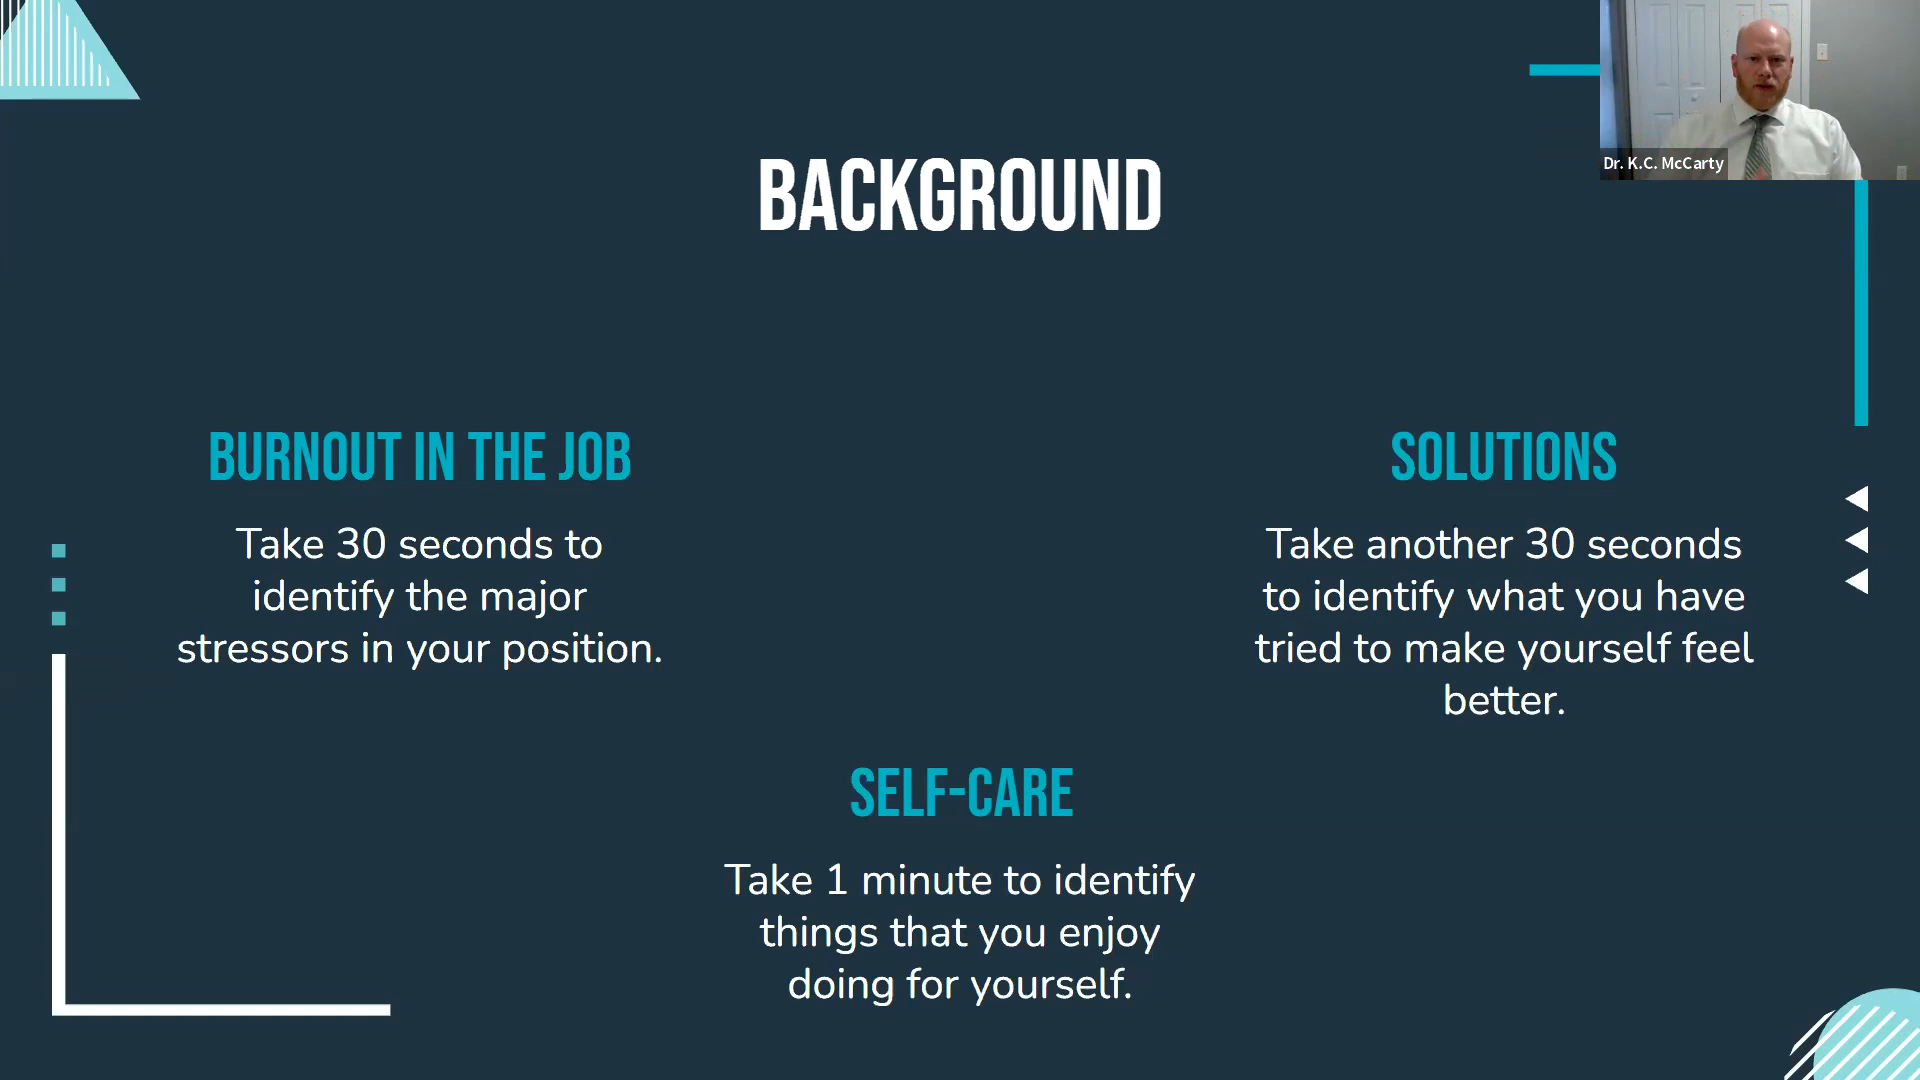 Dr. K.C. McCarty
BACKGROUND
BURNOUT IN THE JOB
Take 30 seconds to
identify the major
stressors in your position.
SOLUTIONS
Take another 30 seconds
to identify what you have
tried to make yourself feel
better.
SELF-CARE
Take 1 minute to identify
things that you enjoy
doing for yourself.